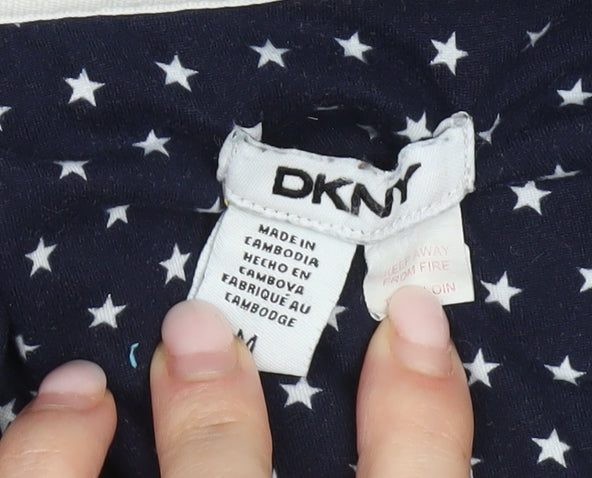 DKNY
MADE IN
CAMBODIA
HECHO EN
CAMBOYA
FABRIQUÉ AU
CAMBODGE
M
KEEP AWAY
FROM FIRE